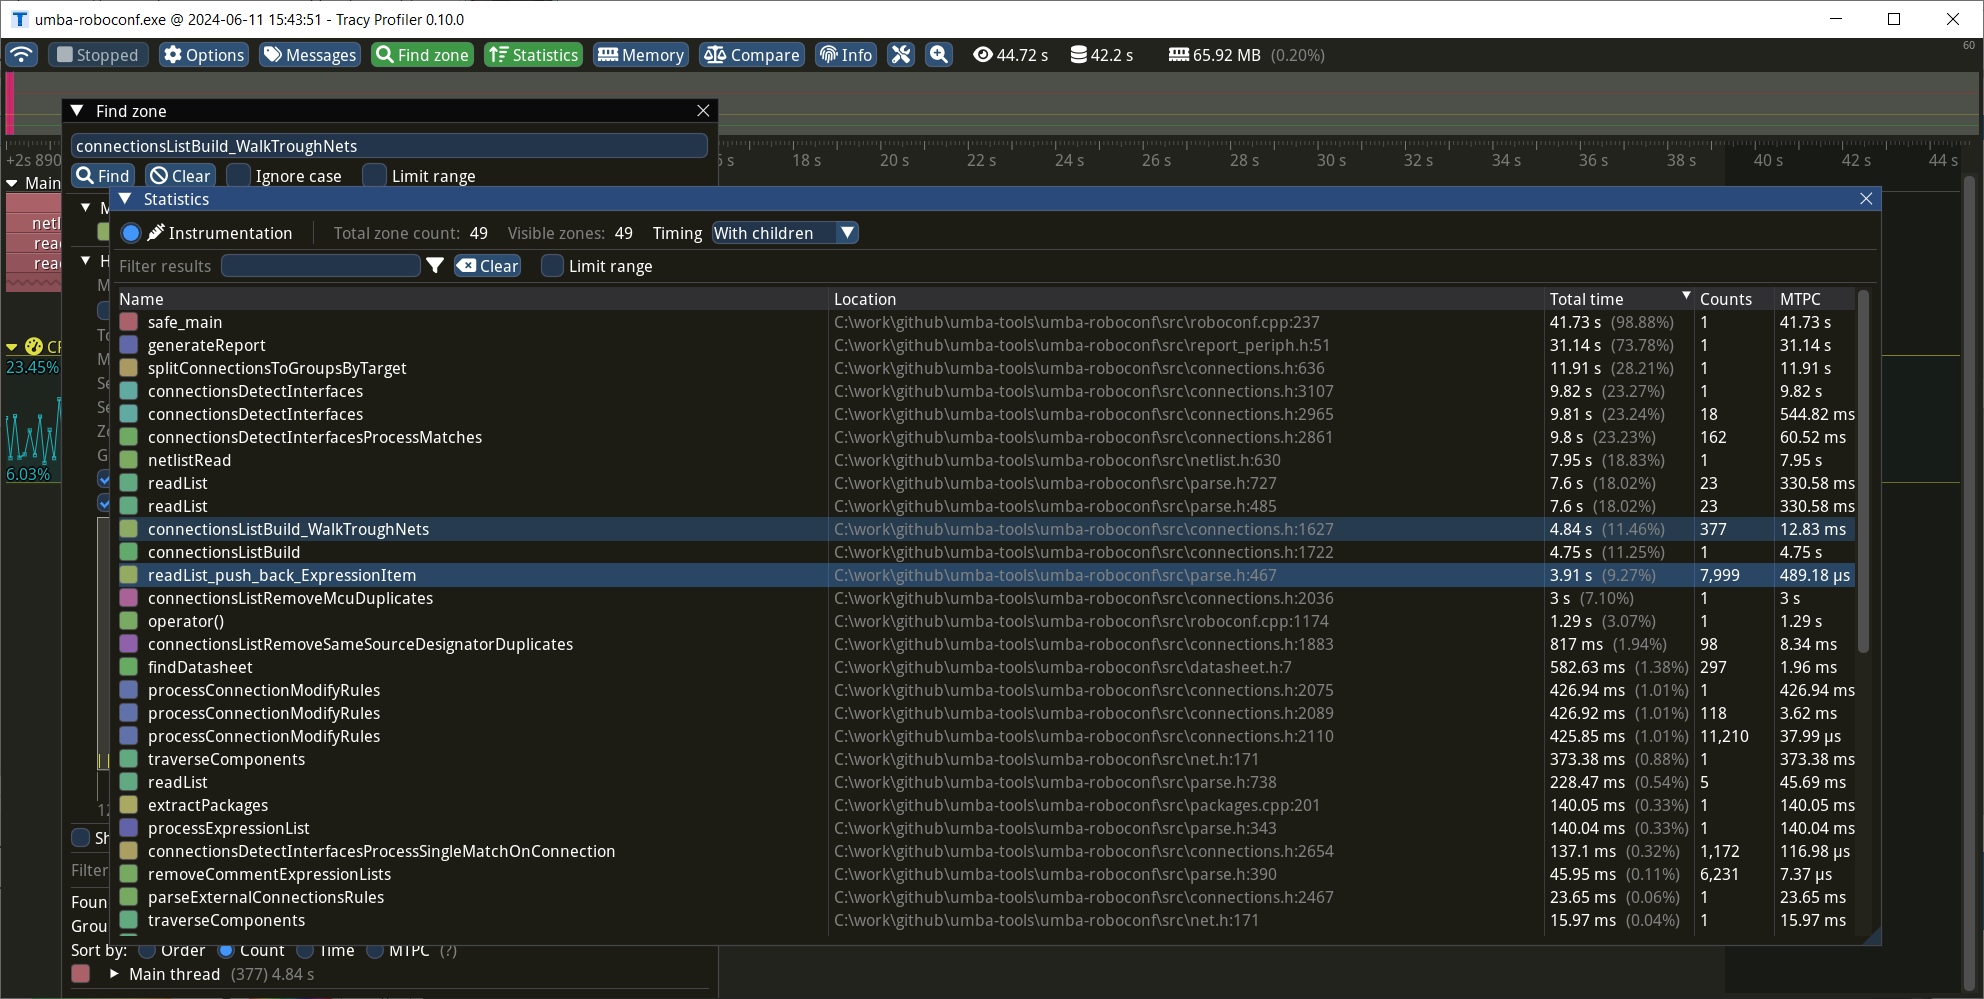 umba-roboconf.exe @ 2024-06-11 15:43:51 - Tracy Profiler 0.10.0
Stopped Options Messages Find zone Statistics Memory Compare Info 44.72 s 42.2 s 65.92 MB (0.20%) 60
Find zone
connectionsListBuild_WalkTroughNets
+2s 890 s 18 s 20 s 22 s 24 s 26 s 28 s 30 s 32 s 34 s 36 s 38 s 40 s 42 s 44 s
Find Clear Ignore case Limit range
Main
Statistics
Instrumentation Total zone count: 49 Visible zones: 49 Timing With children
Filter results Clear Limit range
Name Location Total time Counts MTPC
safe_main C:\work\github\umba-tools\umba-roboconf\src\roboconf.cpp:237 41.73 s (98.88%) 1 41.73 s
generateReport C:\work\github\umba-tools\umba-roboconf\src\report_periph.h:51 31.14 s (73.78%) 1 31.14 s
splitConnectionsToGroupsByTarget C:\work\github\umba-tools\umba-roboconf\src\connections.h:636 11.91 s (28.21%) 1 11.91 s
connectionsDetectInterfaces C:\work\github\umba-tools\umba-roboconf\src\connections.h:3107 9.82 s (23.27%) 1 9.82 s
connectionsDetectInterfaces C:\work\github\umba-tools\umba-roboconf\src\connections.h:2965 9.81 s (23.24%) 18 544.82 ms
connectionsDetectInterfacesProcessMatches C:\work\github\umba-tools\umba-roboconf\src\connections.h:2861 9.8 s (23.23%) 162 60.52 ms
netlistRead C:\work\github\umba-tools\umba-roboconf\src\netlist.h:630 7.95 s (18.83%) 1 7.95 s
readList C:\work\github\umba-tools\umba-roboconf\src\parse.h:727 7.6 s (18.02%) 23 330.58 ms
readList C:\work\github\umba-tools\umba-roboconf\src\parse.h:485 7.6 s (18.02%) 23 330.58 ms
connectionsListBuild_WalkTroughNets C:\work\github\umba-tools\umba-roboconf\src\connections.h:1627 4.84 s (11.46%) 377 12.83 ms
connectionsListBuild C:\work\github\umba-tools\umba-roboconf\src\connections.h:1722 4.75 s (11.25%) 1 4.75 s
readList_push_back_ExpressionItem C:\work\github\umba-tools\umba-roboconf\src\parse.h:467 3.91 s (9.27%) 7,999 489.18 μs
connectionsListRemoveMcuDuplicates C:\work\github\umba-tools\umba-roboconf\src\connections.h:2036 3 s (7.10%) 1 3 s
operator() C:\work\github\umba-tools\umba-roboconf\src\roboconf.cpp:1174 1.29 s (3.07%) 1 1.29 s
connectionsListRemoveSameSourceDesignatorDuplicates C:\work\github\umba-tools\umba-roboconf\src\connections.h:1883 817 ms (1.94%) 98 8.34 ms
findDatasheet C:\work\github\umba-tools\umba-roboconf\src\datasheet.h:7 582.63 ms (1.38%) 297 1.96 ms
processConnectionModifyRules C:\work\github\umba-tools\umba-roboconf\src\connections.h:2075 426.94 ms (1.01%) 1 426.94 ms
processConnectionModifyRules C:\work\github\umba-tools\umba-roboconf\src\connections.h:2089 426.92 ms (1.01%) 118 3.62 ms
processConnectionModifyRules C:\work\github\umba-tools\umba-roboconf\src\connections.h:2110 425.85 ms (1.01%) 11,210 37.99 μs
traverseComponents C:\work\github\umba-tools\umba-roboconf\src\net.h:171 373.38 ms (0.88%) 1 373.38 ms
readList C:\work\github\umba-tools\umba-roboconf\src\parse.h:738 228.47 ms (0.54%) 5 45.69 ms
extractPackages C:\work\github\umba-tools\umba-roboconf\src\packages.cpp:201 140.05 ms (0.33%) 1 140.05 ms
processExpressionList C:\work\github\umba-tools\umba-roboconf\src\parse.h:343 140.04 ms (0.33%) 1 140.04 ms
connectionsDetectInterfacesProcessSingleMatchOnConnection C:\work\github\umba-tools\umba-roboconf\src\connections.h:2654 137.1 ms (0.32%) 1,172 116.98 μs
removeCommentExpressionLists C:\work\github\umba-tools\umba-roboconf\src\parse.h:390 45.95 ms (0.11%) 6,231 7.37 μs
parseExternalConnectionsRules C:\work\github\umba-tools\umba-roboconf\src\connections.h:2467 23.65 ms (0.06%) 1 23.65 ms
traverseComponents C:\work\github\umba-tools\umba-roboconf\src\net.h:171 15.97 ms (0.04%) 1 15.97 ms
netl
rea
rea
23.45%
6.03%
Filter
Foun
Grou
Sort by: Order Count Time MTPC (?)
Main thread (377) 4.84 s